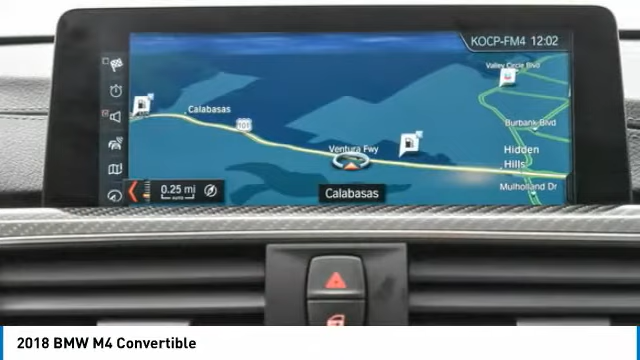 KOCP-FM4 12:02
Valley Circle Blvd
Calabasas
101
Burbank Blvd
Ventura Fwy
Hidden
Hills
Mulholland Dr
0.25 mi
AUTO
Calabasas
2018 BMW M4 Convertible